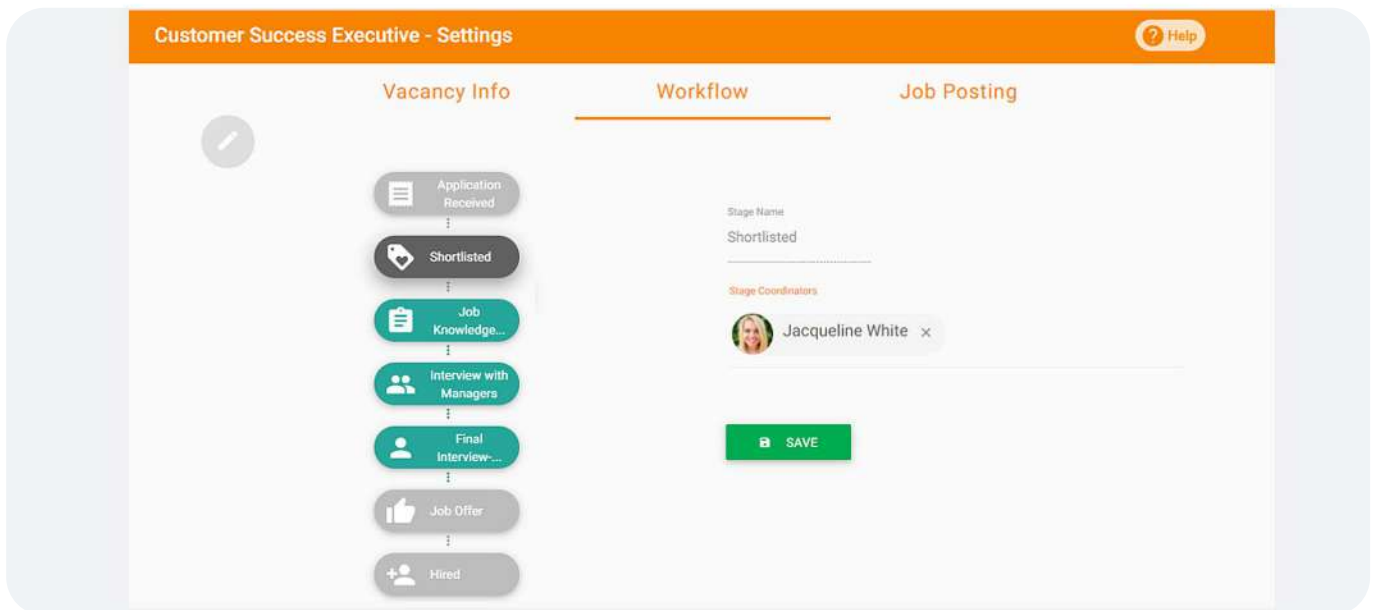 Customer Success Executive - Settings
? Help
Vacancy Info
Workflow
Job Posting
Application
Received
Shortlisted
Job
Knowledge...
Interview with
Managers
Final
Interview-...
Job Offer
Hired
Stage Name
Shortlisted
Stage Coordinators
Jacqueline White ×
SAVE